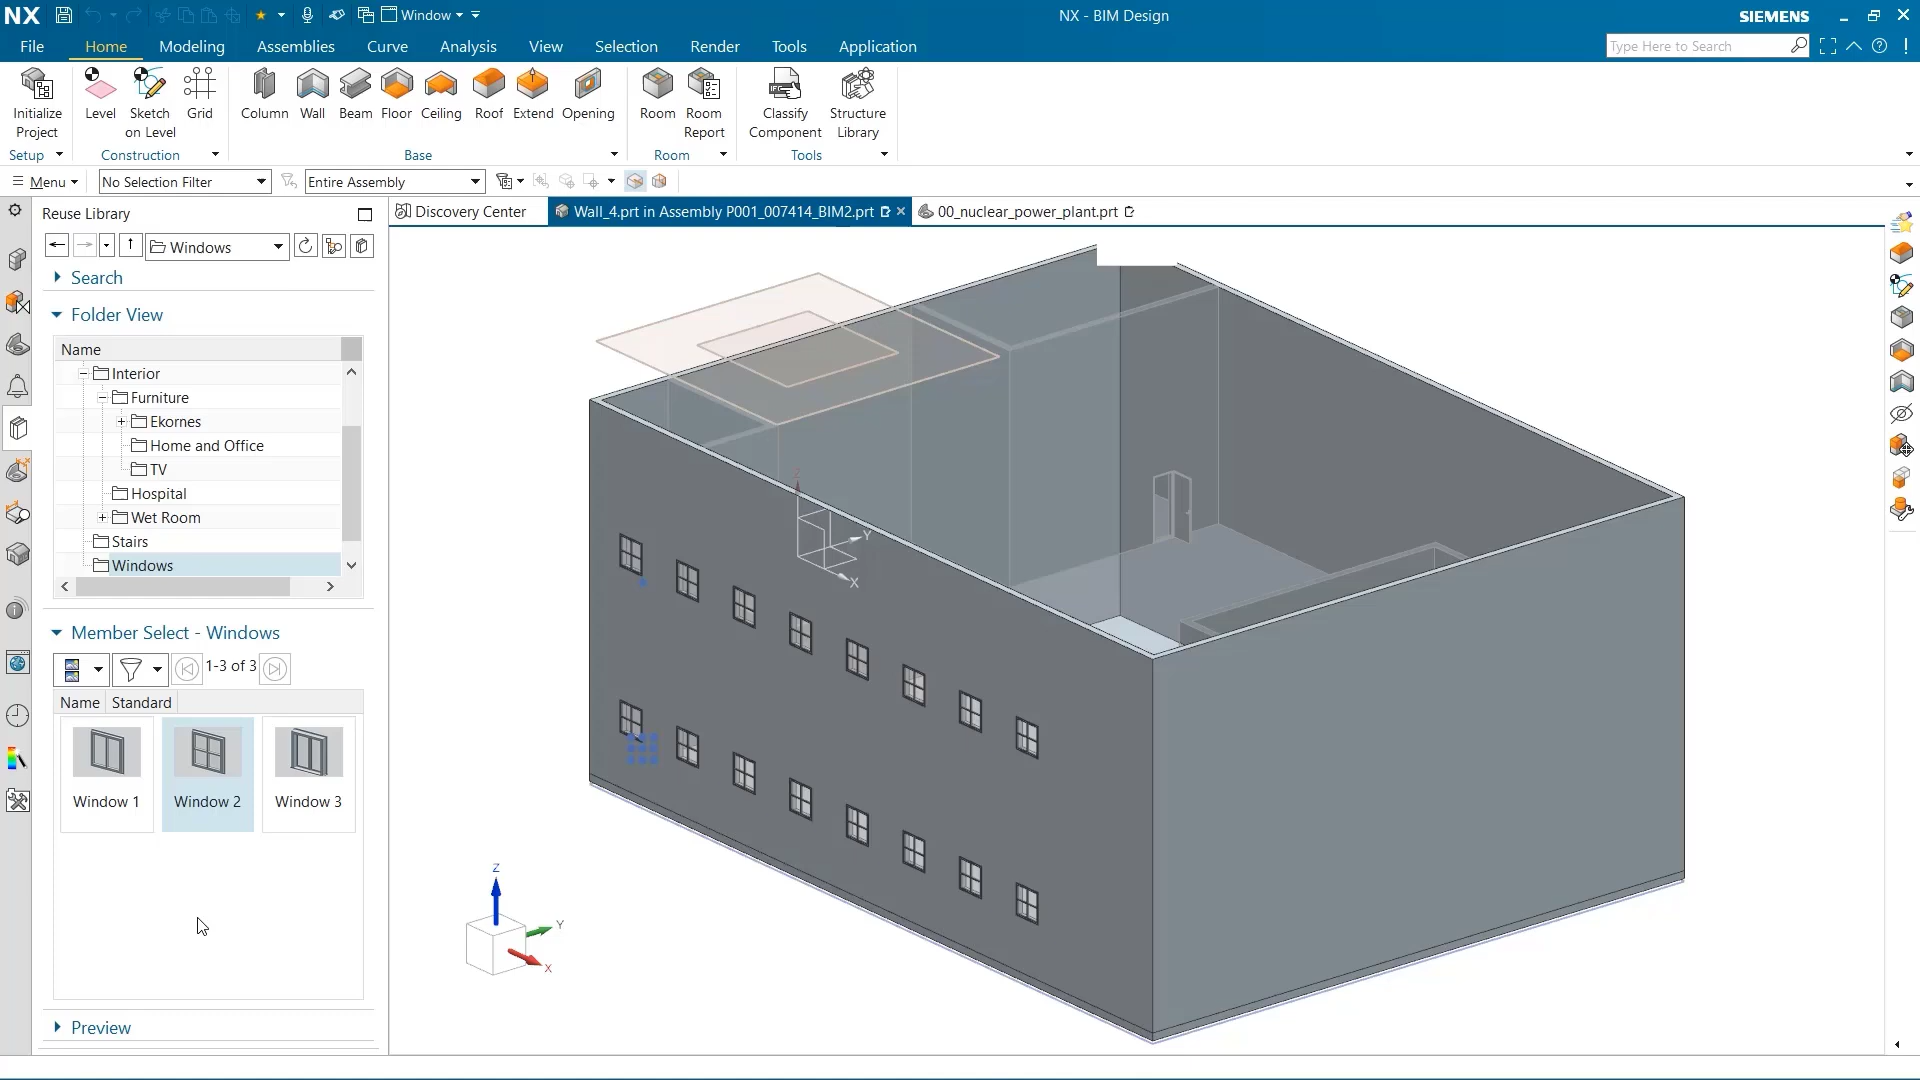 NX
Window
NX - BIM Design
SIEMENS
File
Home
Modeling
Assemblies
Curve
Analysis
View
Selection
Render
Tools
Application
Type Here to Search
Initialize
Project
Level
Sketch
on Level
Grid
Column
Wall
Beam
Floor
Ceiling
Roof
Extend
Opening
Room
Room
Report
Classify
Component
Structure
Library
Setup
Construction
Base
Room
Tools
Menu
No Selection Filter
Entire Assembly
Reuse Library
Discovery Center
Wall_4.prt in Assembly P001_007414_BIM2.prt
00_nuclear_power_plant.prt
Windows
Search
Folder View
Name
Interior
Furniture
Ekornes
Home and Office
TV
Hospital
Wet Room
Stairs
Windows
Member Select - Windows
1-3 of 3
Name
Standard
Window 1
Window 2
Window 3
Preview
Z
Y
X
Z
Y
X